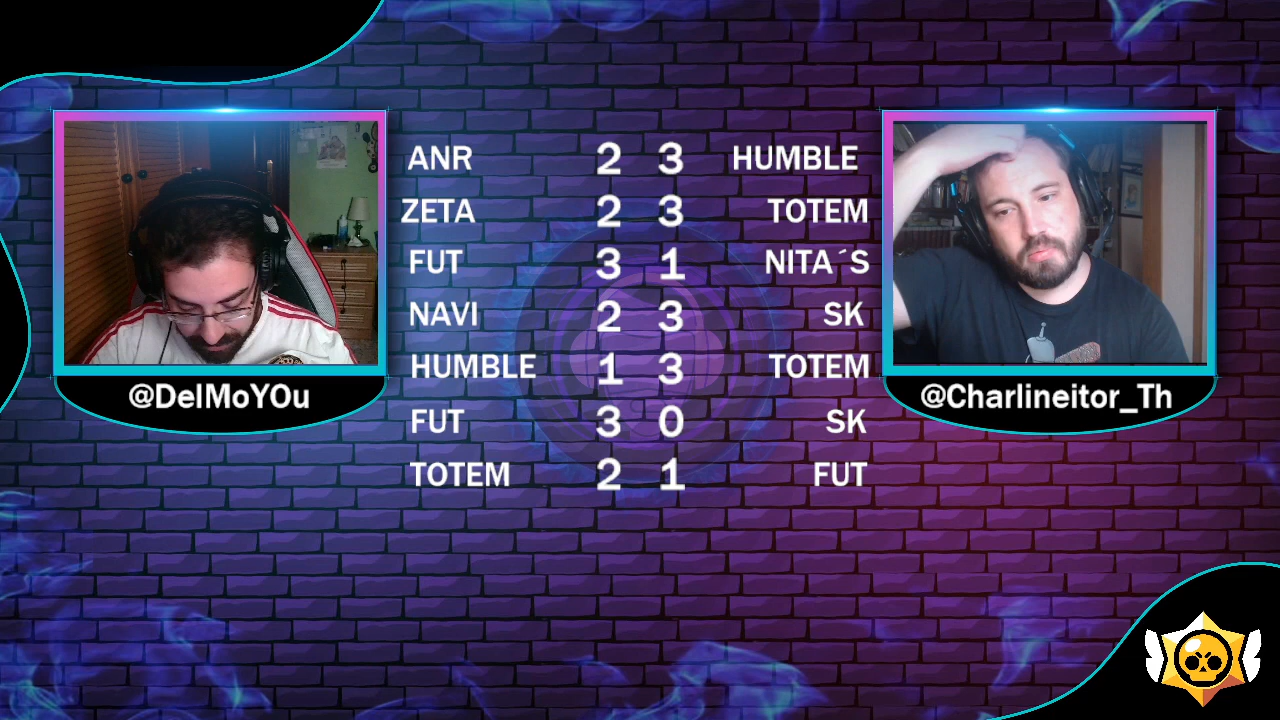 ANR 2 3 HUMBLE
ZETA 2 3 TOTEM
FUT 3 1 NITA´S
NAVI 2 3 SK
HUMBLE 1 3 TOTEM
FUT 3 0 SK
TOTEM 2 1 FUT
@DelMoYOu
@Charlineitor_Th